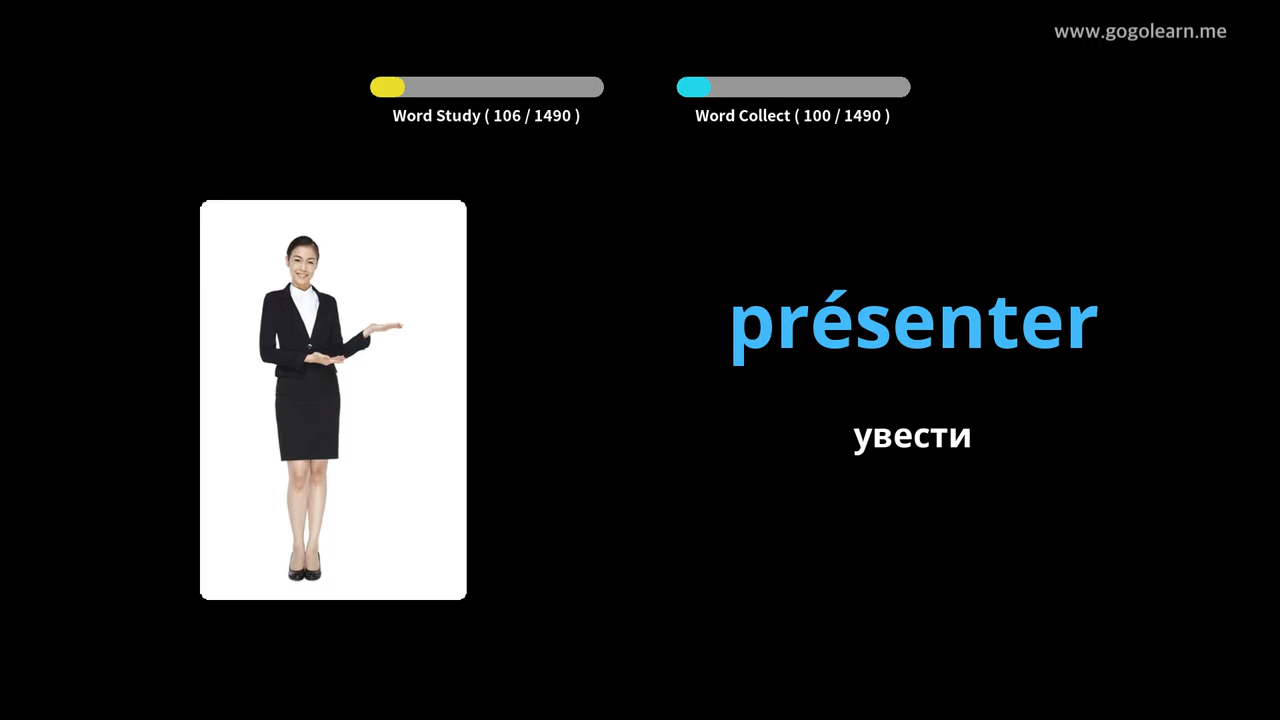 www.gogolearn.me
Word Study ( 106 / 1490 )
Word Collect ( 100 / 1490 )
présenter
увести